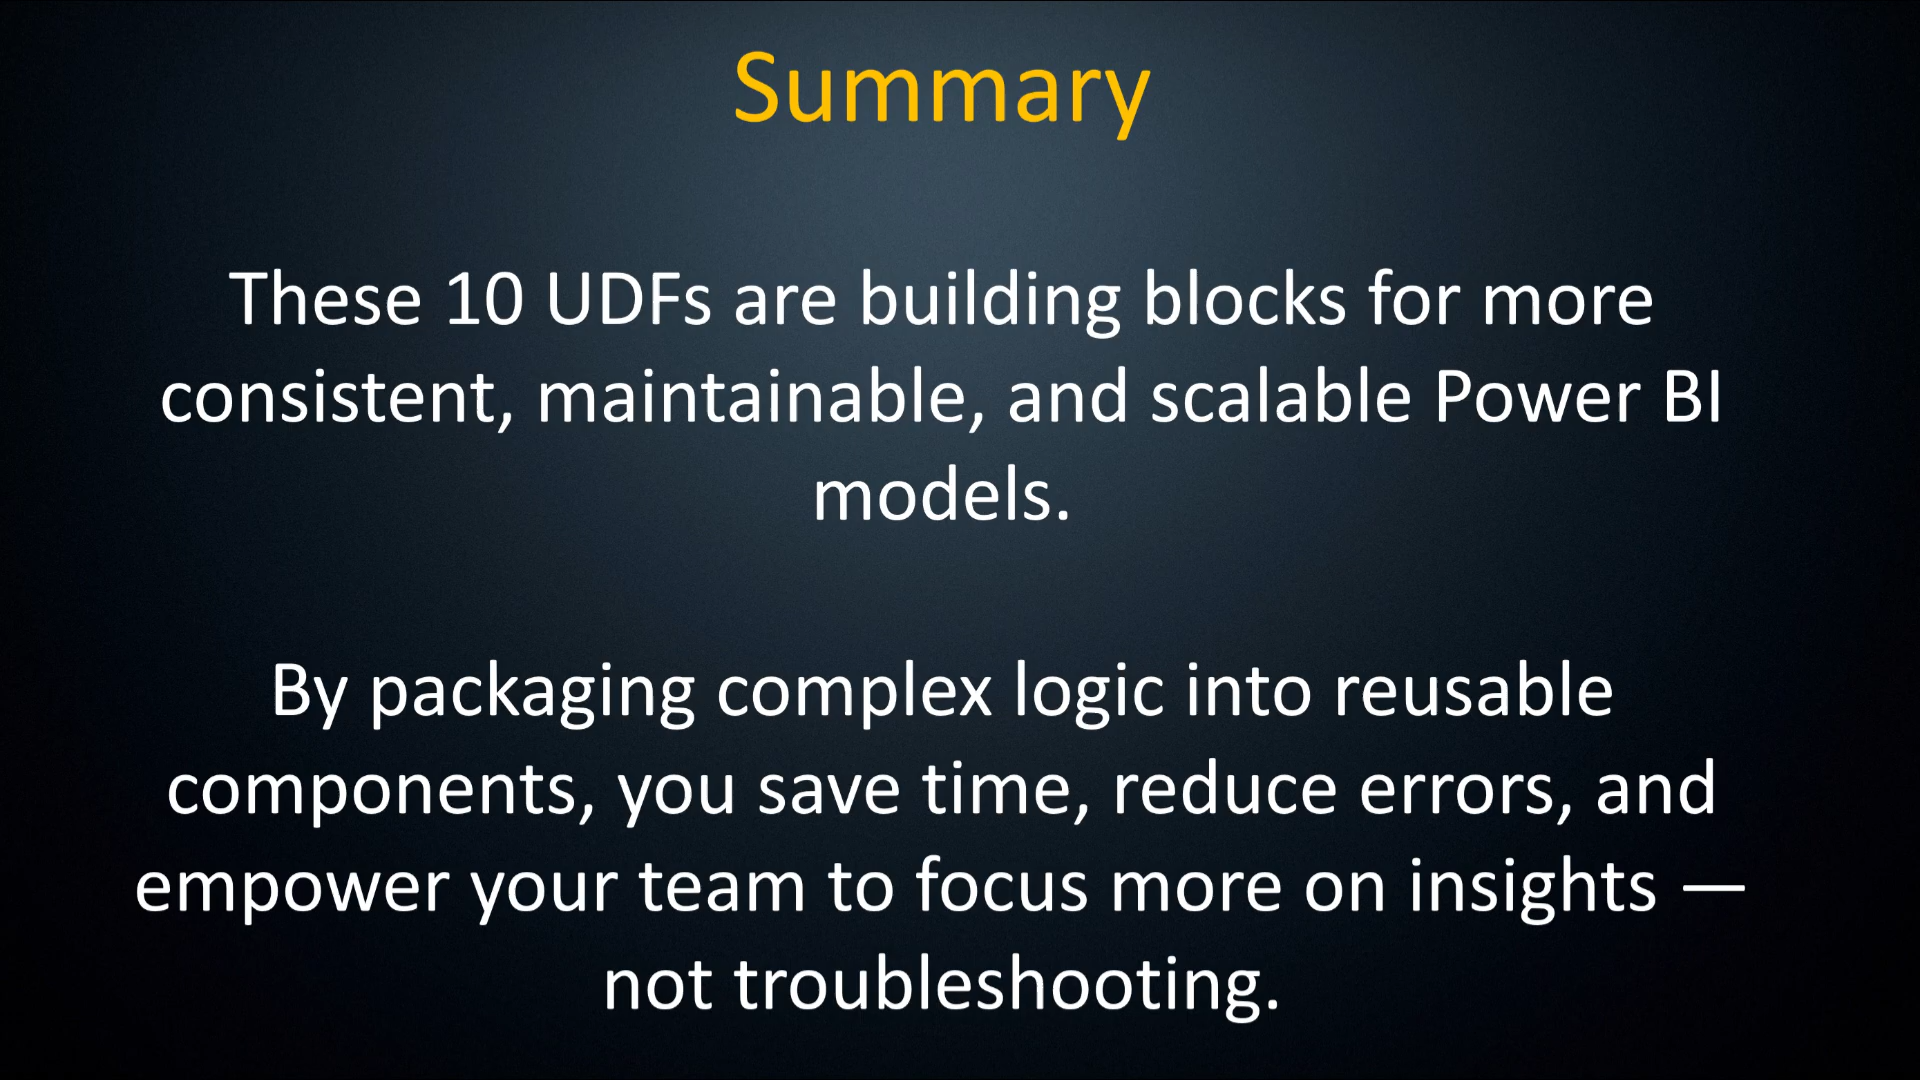 Summary
These 10 UDFs are building blocks for more
consistent, maintainable, and scalable Power BI
models.
By packaging complex logic into reusable
components, you save time, reduce errors, and
empower your team to focus more on insights —
not troubleshooting.